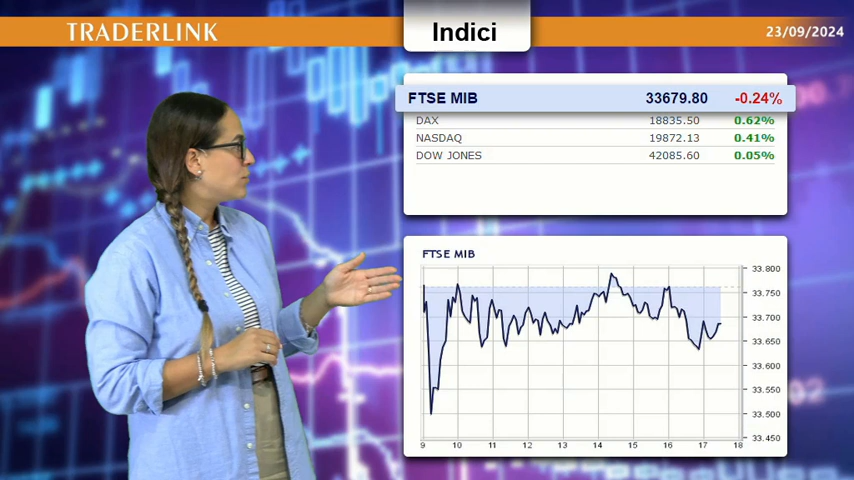 TRADERLINK
Indici
23/09/2024
FTSE MIB 33679.80 -0.24%
DAX 18835.50 0.62%
NASDAQ 19872.13 0.41%
DOW JONES 42085.60 0.05%
FTSE MIB
33.800
33.750
33.700
33.650
33.600
33.550
33.500
33.450
9 10 11 12 13 14 15 16 17 18